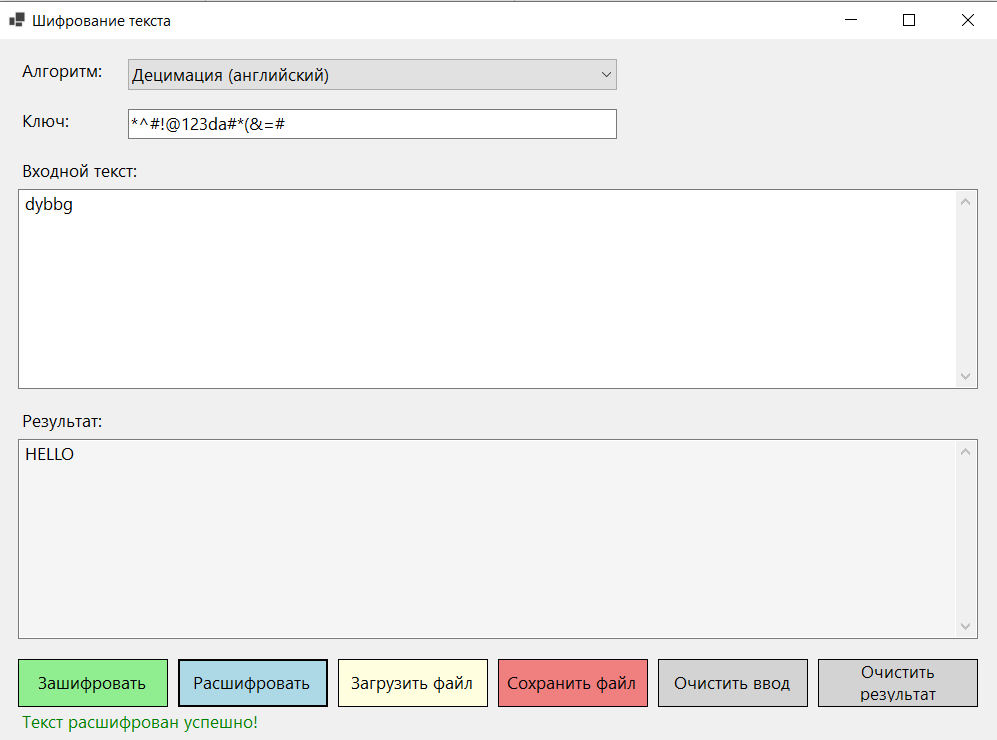 Шифрование текста
Алгоритм:
Децимация (английский)
Ключ:
*^#!@123da#*(&=#
Входной текст:
dybbg
Результат:
HELLO
Зашифровать
Расшифровать
Загрузить файл
Сохранить файл
Очистить ввод
Очистить
результат
Текст расшифрован успешно!